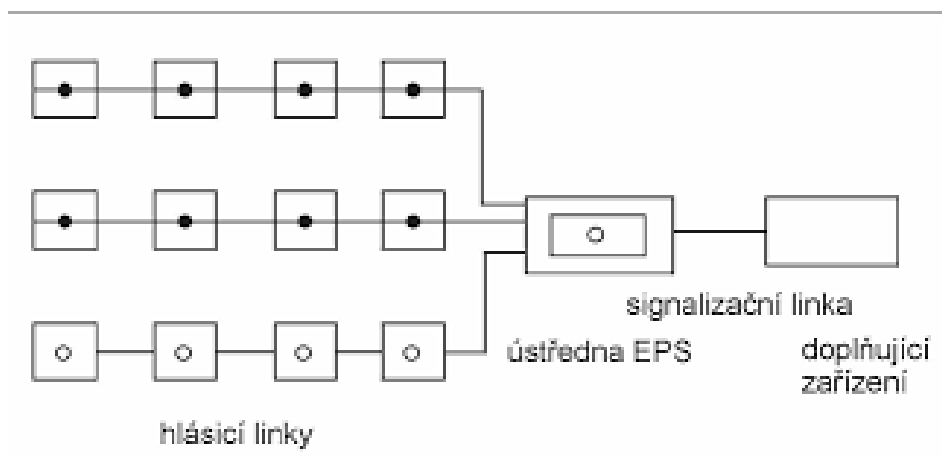 signalizační linka
ústředna EPS
doplňující
zařízení
hlásicí linky